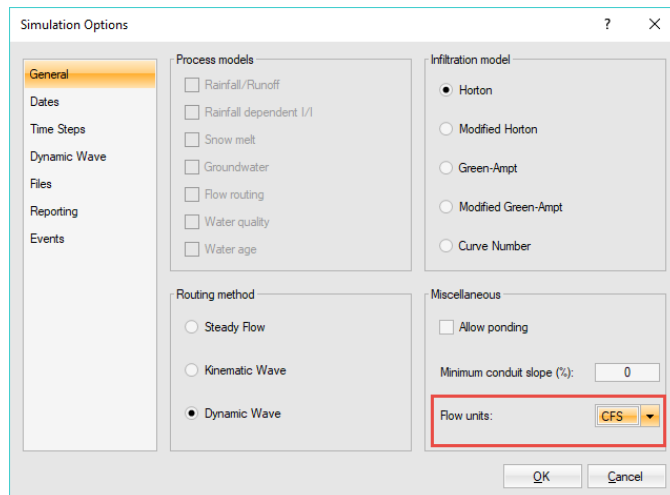 Simulation Options
?
General
Dates
Time Steps
Dynamic Wave
Files
Reporting
Events
Process models
Rainfall/Runoff
Rainfall dependent I/I
Snow melt
Groundwater
Flow routing
Water quality
Water age
Infiltration model
Horton
Modified Horton
Green-Ampt
Modified Green-Ampt
Curve Number
Routing method
Steady Flow
Kinematic Wave
Dynamic Wave
Miscellaneous
Allow ponding
Minimum conduit slope (%): 0
Flow units: CFS
OK Cancel